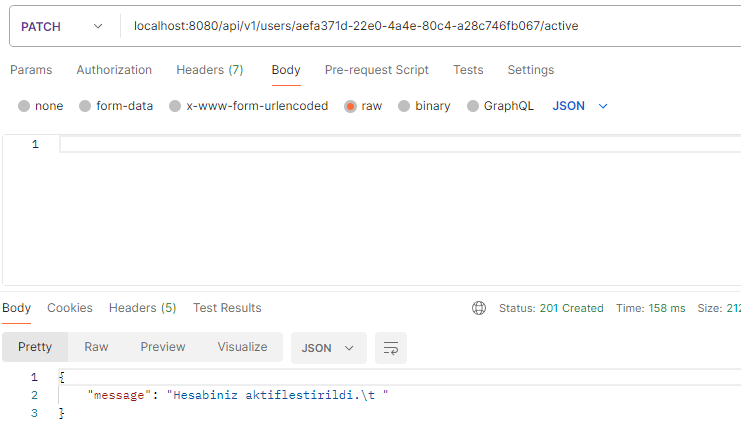 PATCH localhost:8080/api/v1/users/aefa371d-22e0-4a4e-80c4-a28c746fb067/active
Params Authorization Headers (7) Body Pre-request Script Tests Settings
none form-data x-www-form-urlencoded raw binary GraphQL JSON
1
Body Cookies Headers (5) Test Results Status: 201 Created Time: 158 ms Size: 212
Pretty Raw Preview Visualize JSON
1 {
2 "message": "Hesabiniz aktiflestirildi.\t "
3 }